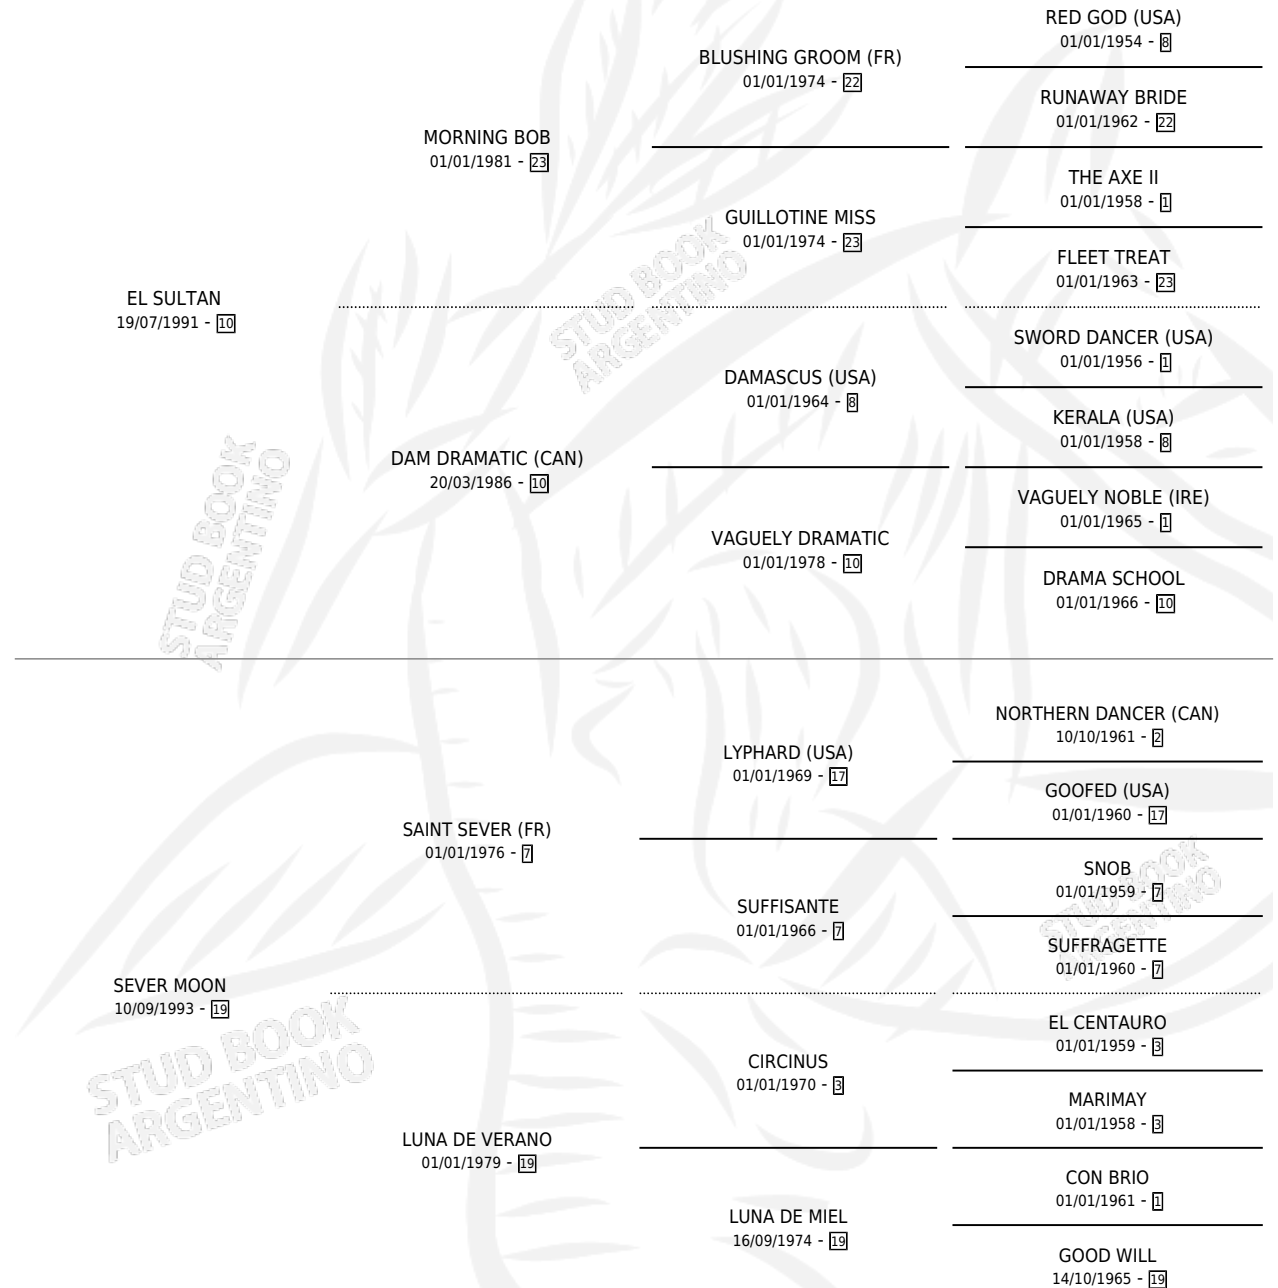 RED GOD (USA)
01/01/1954 - 8
BLUSHING GROOM (FR)
01/01/1974 - 22
RUNAWAY BRIDE
01/01/1962 - 22
MORNING BOB
01/01/1981 - 23
THE AXE II
01/01/1958 - 1
GUILLOTINE MISS
01/01/1974 - 23
FLEET TREAT
01/01/1963 - 23
EL SULTAN
19/07/1991 - 10
SWORD DANCER (USA)
01/01/1956 - 1
DAMASCUS (USA)
01/01/1964 - 8
KERALA (USA)
01/01/1958 - 8
DAM DRAMATIC (CAN)
20/03/1986 - 10
VAGUELY NOBLE (IRE)
01/01/1965 - 1
VAGUELY DRAMATIC
01/01/1978 - 10
DRAMA SCHOOL
01/01/1966 - 10
NORTHERN DANCER (CAN)
10/10/1961 - 2
LYPHARD (USA)
01/01/1969 - 17
GOOFED (USA)
01/01/1960 - 17
SAINT SEVER (FR)
01/01/1976 - 7
SNOB
01/01/1959 - 7
SUFFISANTE
01/01/1966 - 7
SUFFRAGETTE
01/01/1960 - 7
SEVER MOON
10/09/1993 - 19
EL CENTAURO
01/01/1959 - 3
CIRCINUS
01/01/1970 - 3
MARIMAY
01/01/1958 - 3
LUNA DE VERANO
01/01/1979 - 19
CON BRIO
01/01/1961 - 1
LUNA DE MIEL
16/09/1974 - 19
GOOD WILL
14/10/1965 - 19
STUD BOOK
ARGENTINO
STUD BOOK
ARGENTINO
STUD BOOK
ARGENTINO
STUD BOOK
ARGENTINO